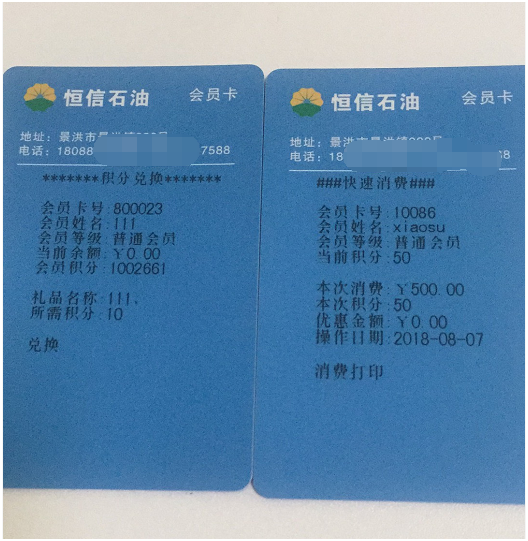 恒信石油
会员卡
地址：景洪市
电话：18088 7588
*******积分兑换*******
会员卡号:800023
会员姓名:111
会员等级:普通会员
当前余额:￥0.00
会员积分:1002661
礼品名称:111、
所需积分:10
兑换
恒信石油
会员卡
地址：景洪市
电话：18
###快速消费###
会员卡号:10086
会员姓名:xiaosu
会员等级:普通会员
当前积分:50
本次消费:￥500.00
本次积分:50
优惠金额:￥0.00
操作日期:2018-08-07
消费打印